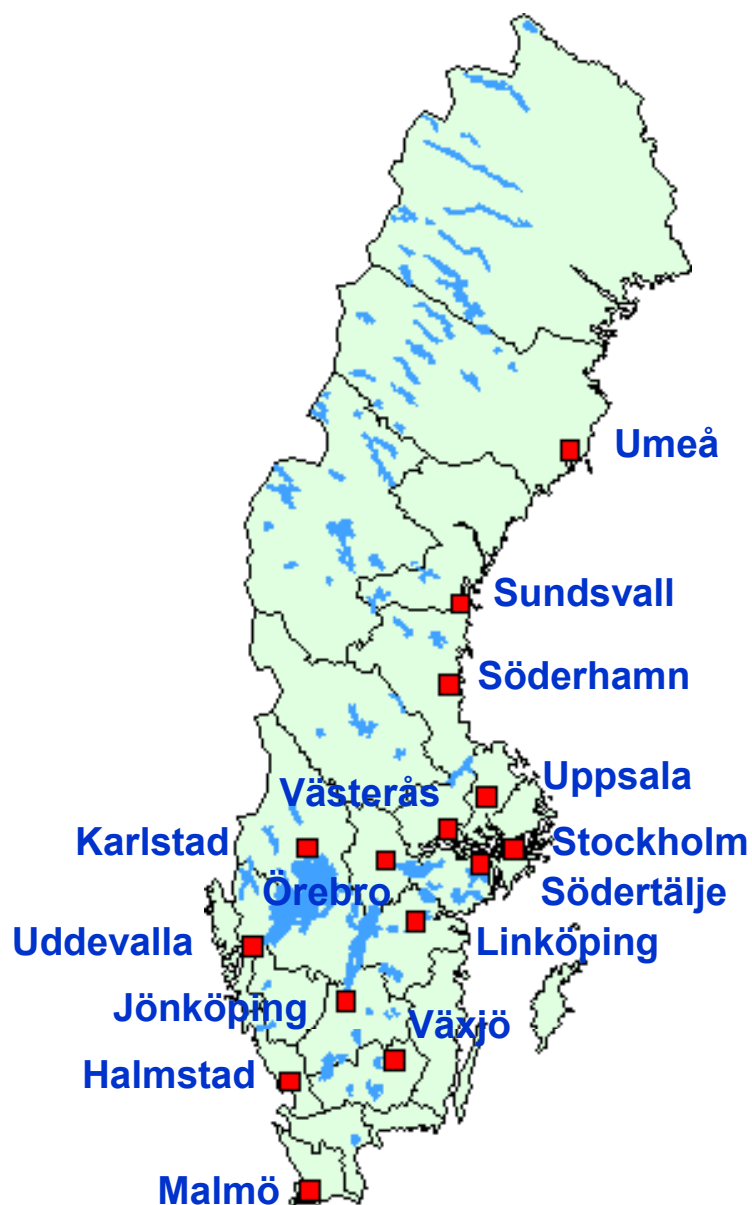 Umeå
Sundsvall
Söderhamn
Uppsala
Västerås
Karlstad
Stockholm
Örebro
Södertälje
Uddevalla
Linköping
Jönköping
Växjö
Halmstad
Malmö